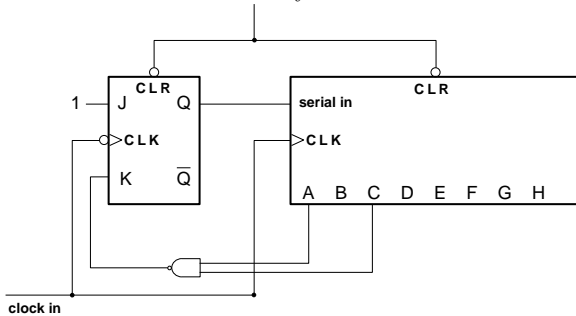 CLR
CLR
1
J
Q
serial in
CLK
CLK
K
Q
A B C D E F G H
clock in